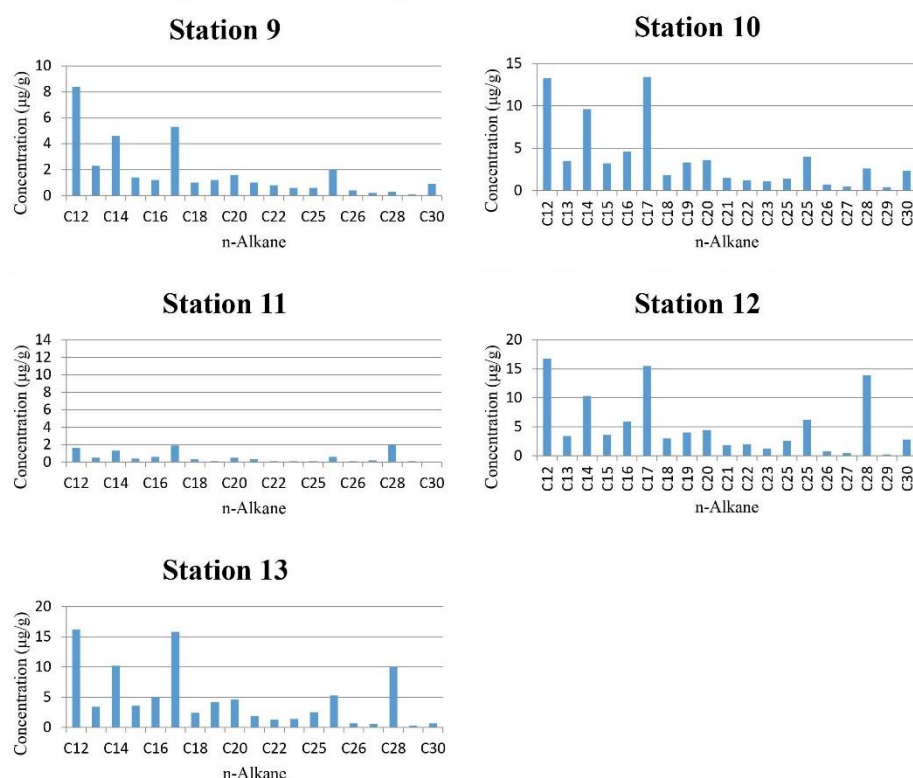 Station 9
Concentration (µg/g)
10
8
6
4
2
0
C12 C14 C16 C18 C20 C22 C25 C26 C28 C30
n-Alkane
Station 10
Concentration (µg/g)
15
10
5
0
C12 C13 C14 C15 C16 C17 C18 C19 C20 C21 C22 C23 C25 C25 C26 C27 C28 C29 C30
n-Alkane
Station 11
Concentration (µg/g)
14
12
10
8
6
4
2
0
C12 C14 C16 C18 C20 C22 C25 C26 C28 C30
n-Alkane
Station 12
Concentration (µg/g)
20
15
10
5
0
C12 C13 C14 C15 C16 C17 C18 C19 C20 C21 C22 C23 C25 C25 C26 C27 C28 C29 C30
n-Alkane
Station 13
Concentration (µg/g)
20
15
10
5
0
C12 C14 C16 C18 C20 C22 C25 C26 C28 C30
n-Alkane